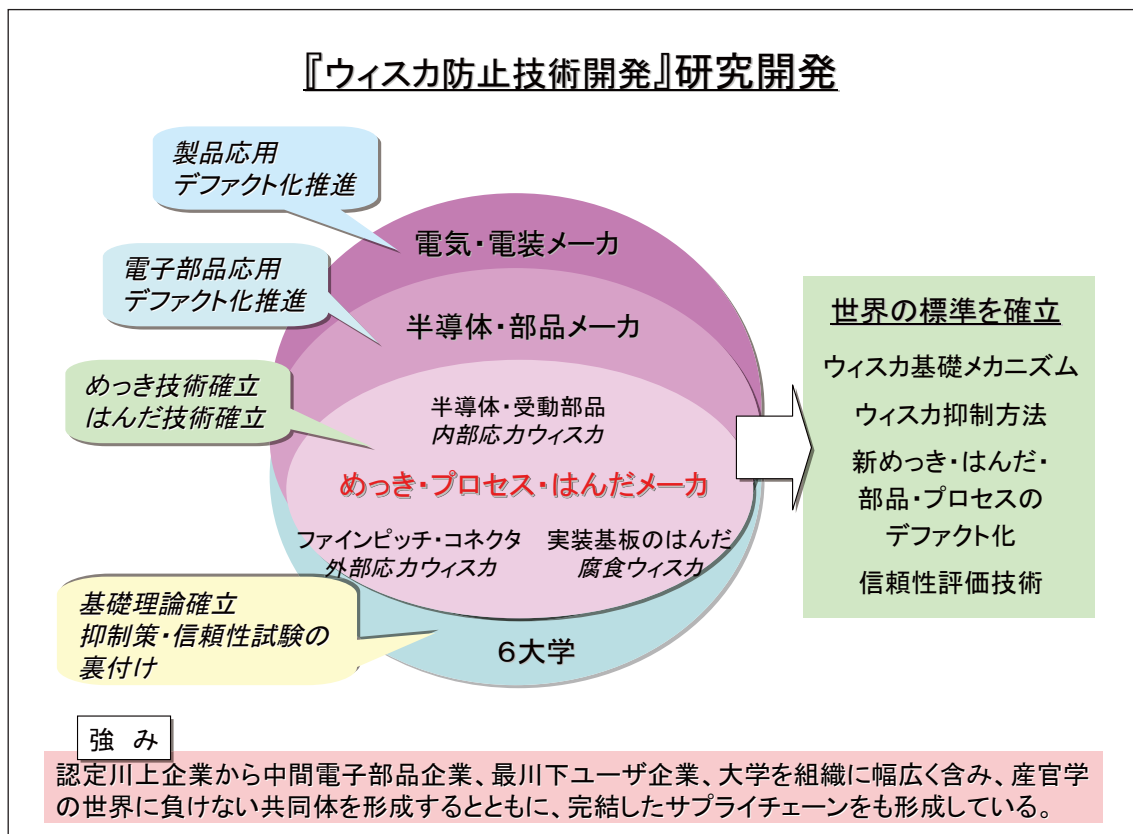 『ウィスカ防止技術開発』研究開発
製品応用
デファクト化推進
電気・電装メーカ
電子部品応用
デファクト化推進
半導体・部品メーカ
めっき技術確立
はんだ技術確立
半導体・受動部品
内部応力ウィスカ
めっき・プロセス・はんだメーカ
ファインピッチ・コネクタ
外部応力ウィスカ
実装基板のはんだ
腐食ウィスカ
基礎理論確立
抑制策・信頼性試験の
裏付け
6大学
世界の標準を確立
ウィスカ基礎メカニズム
ウィスカ抑制方法
新めっき・はんだ・
部品・プロセスの
デファクト化
信頼性評価技術
強 み
認定川上企業から中間電子部品企業、最川下ユーザ企業、大学を組織に幅広く含み、産官学
の世界に負けない共同体を形成するとともに、完結したサプライチェーンをも形成している。